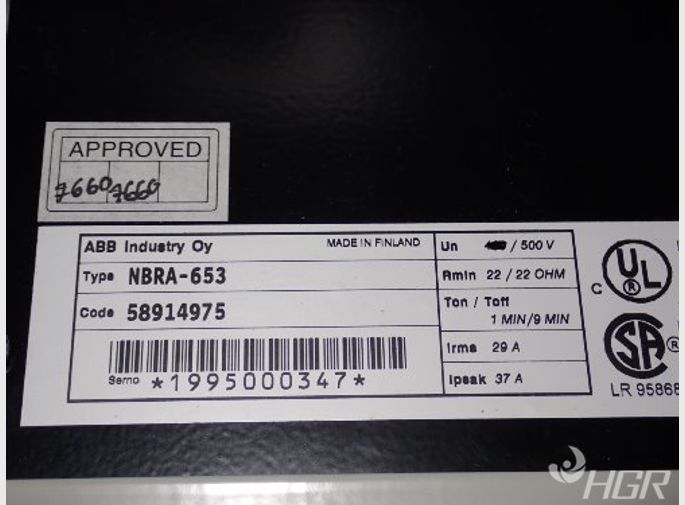 APPROVED
7660 7660
ABB Industry Oy MADE IN FINLAND
Type NBRA-653
Code 58914975
Serno *1995000347*
Un / 500 V
Rmin 22 / 22 OHM
Ton / Toff
1 MIN/9 MIN
Irms 29 A
Ipeak 37 A
C UL ®
SA ®
LR 95868
HGR